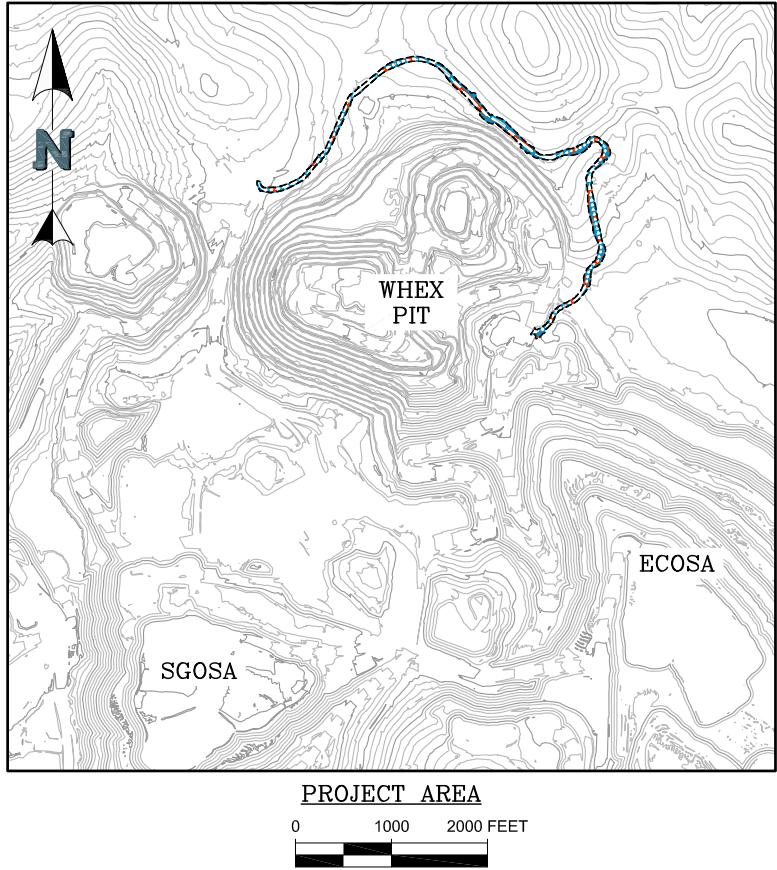 N
WHEX
PIT
ECOSA
SGOSA
PROJECT AREA
0 1000 2000 FEET